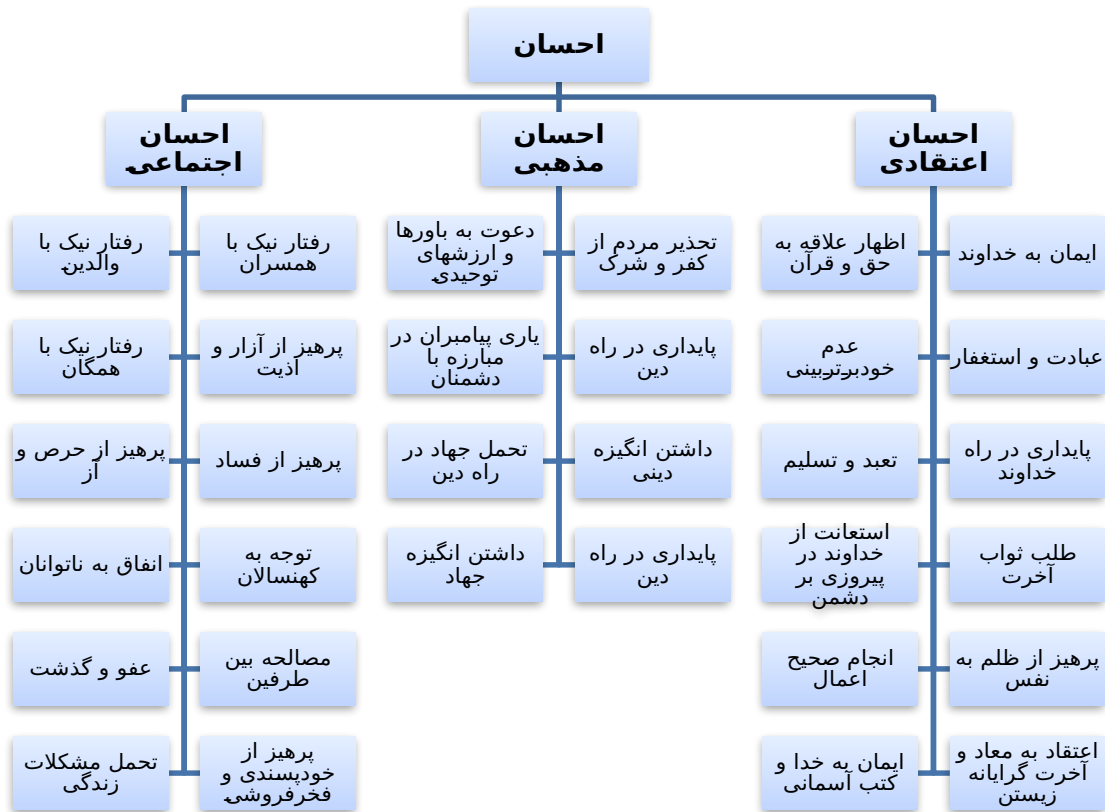 احسان
احسان
اعتقادی
احسان
مذهبی
احسان
اجتماعی
ایمان به خداوند
اظهار علاقه به
حق و قرآن
عبادت و استغفار
عدم
خودبرتربینی
پایداری در راه
خداوند
تعبد و تسلیم
طلب ثواب
آخرت
استعانت از
خداوند در
پیروزی بر
دشمن
پرهیز از ظلم به
نفس
انجام صحیح
اعمال
اعتقاد به معاد و
آخرت گرایانه
زیستن
ایمان به خدا و
کتب آسمانی
تحذیر مردم از
کفر و شرک
دعوت به باورها
و ارزشهای
توحیدی
پایداری در راه
دین
یاری پیامبران در
مبارزه با
دشمنان
داشتن انگیزه
دینی
تحمل جهاد در
راه دین
پایداری در راه
دین
داشتن انگیزه
جهاد
رفتار نیک با
همسران
رفتار نیک با
والدین
پرهیز از آزار و
اذیت
رفتار نیک با
همگان
پرهیز از فساد
پرهیز از حرص و
آز
توجه به
کهنسالان
انفاق به ناتوانان
مصالحه بین
طرفین
عفو و گذشت
پرهیز از
خودپسندی و
فخرفروشی
تحمل مشکلات
زندگی